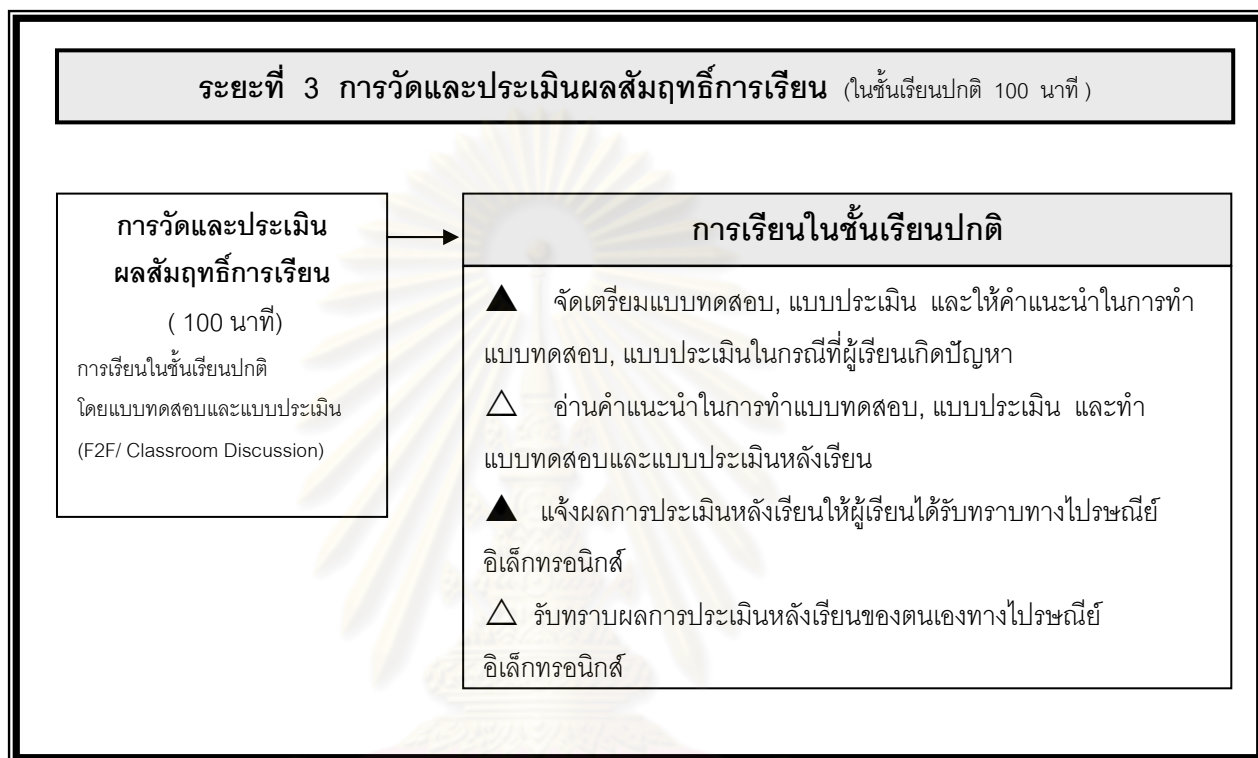 ระยะที่ 3 การวัดและประเมินผลสัมฤทธิ์การเรียน (ในชั้นเรียนปกติ 100 นาที )
การวัดและประเมิน
ผลสัมฤทธิ์การเรียน
( 100 นาที)
การเรียนในชั้นเรียนปกติ
โดยแบบทดสอบและแบบประเมิน
(F2F/ Classroom Discussion)
การเรียนในชั้นเรียนปกติ
▲ จัดเตรียมแบบทดสอบ, แบบประเมิน และให้คำแนะนำในการทำ
แบบทดสอบ, แบบประเมินในกรณีที่ผู้เรียนเกิดปัญหา
△ อ่านคำแนะนำในการทำแบบทดสอบ, แบบประเมิน และทำ
แบบทดสอบและแบบประเมินหลังเรียน
▲ แจ้งผลการประเมินหลังเรียนให้ผู้เรียนได้รับทราบทางไปรษณีย์
อิเล็กทรอนิกส์
△ รับทราบผลการประเมินหลังเรียนของตนเองทางไปรษณีย์
อิเล็กทรอนิกส์